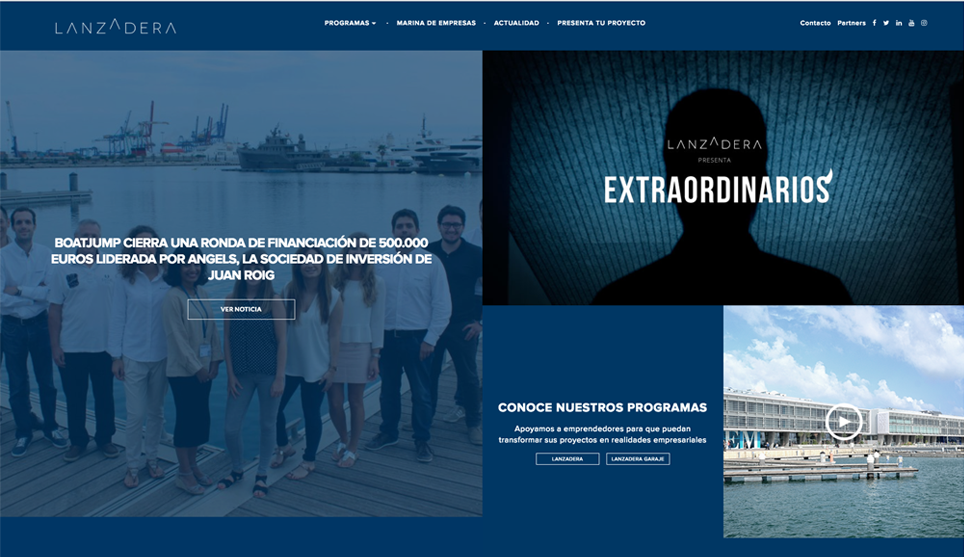 LANZADERA
PROGRAMAS
MARINA DE EMPRESAS
ACTUALIDAD
PRESENTA TU PROYECTO
Contacto
Partners
BOATJUMP CIERRA UNA RONDA DE FINANCIACIÓN DE 500.000
EUROS LIDERADA POR ANGELS, LA SOCIEDAD DE INVERSIÓN DE
JUAN ROIG
VER NOTICIA
LANZADERA
PRESENTA
EXTRAORDINARIOS
CONOCE NUESTROS PROGRAMAS
Apoyamos a emprendedores para que puedan
transformar sus proyectos en realidades empresariales
LANZADERA
LANZADERA GARAJE
EM